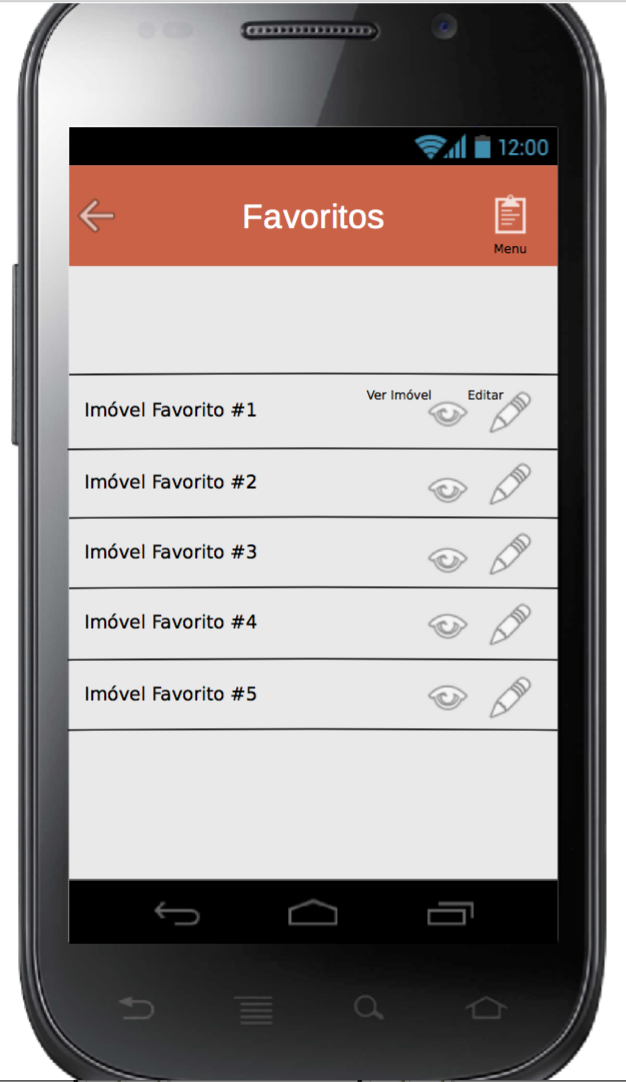 12:00
Favoritos
Menu
Ver Imóvel Editar
Imóvel Favorito #1
Imóvel Favorito #2
Imóvel Favorito #3
Imóvel Favorito #4
Imóvel Favorito #5